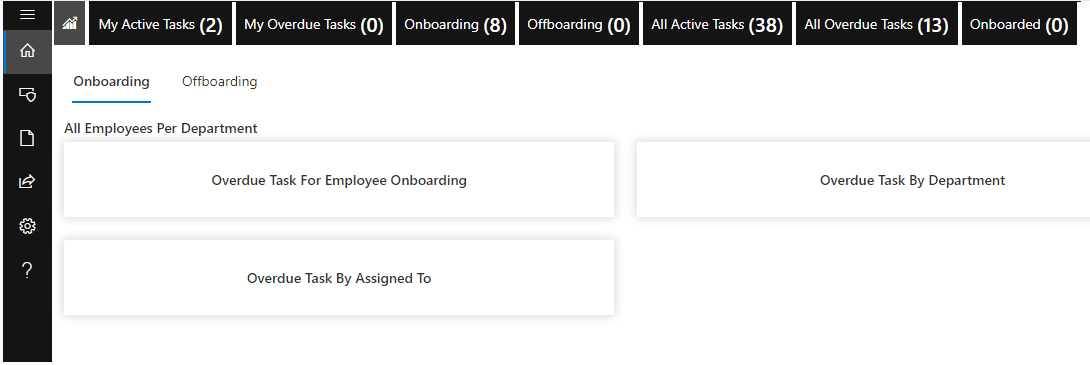 My Active Tasks (2) My Overdue Tasks (0) Onboarding (8) Offboarding (0) All Active Tasks (38) All Overdue Tasks (13) Onboarded (0)
Onboarding Offboarding
All Employees Per Department
Overdue Task For Employee Onboarding Overdue Task By Department
Overdue Task By Assigned To